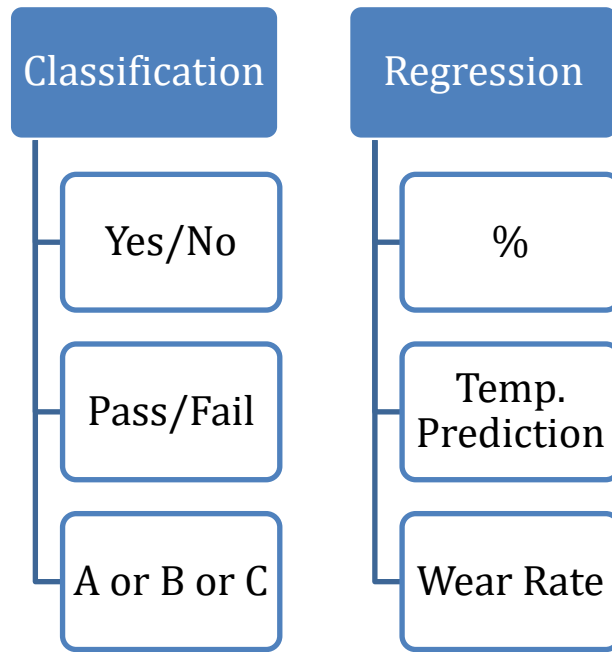 Classification
Yes/No
Pass/Fail
A or B or C
Regression
%
Temp.
Prediction
Wear Rate